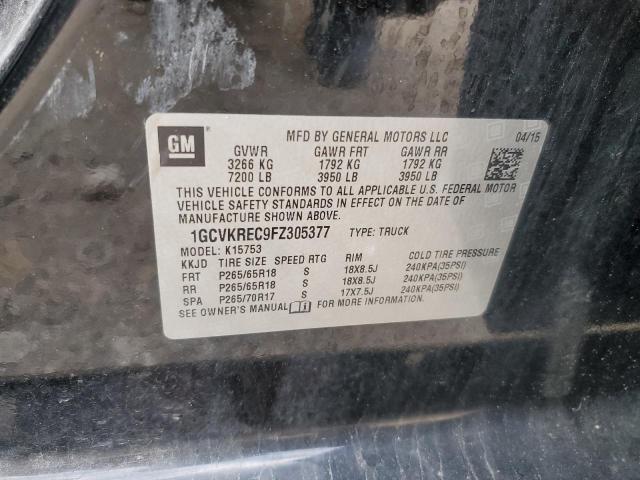 GM
MFD BY GENERAL MOTORS LLC 04/15
GVWR GAWR FRT GAWR RR
3266 KG 1792 KG 1792 KG
7200 LB 3950 LB 3950 LB
THIS VEHICLE CONFORMS TO ALL APPLICABLE U.S. FEDERAL MOTOR
VEHICLE SAFETY STANDARDS IN EFFECT ON THE DATE OF
MANUFACTURE SHOWN ABOVE.
1GCVKREC9FZ305377 TYPE: TRUCK
MODEL: K15753
KKJD TIRE SIZE SPEED RTG RIM COLD TIRE PRESSURE
FRT P265/65R18 S 18X8.5J 240KPA(35PSI)
RR P265/65R18 S 18X8.5J 240KPA(35PSI)
SPA P265/70R17 S 17X7.5J 240KPA(35PSI)
SEE OWNER'S MANUAL